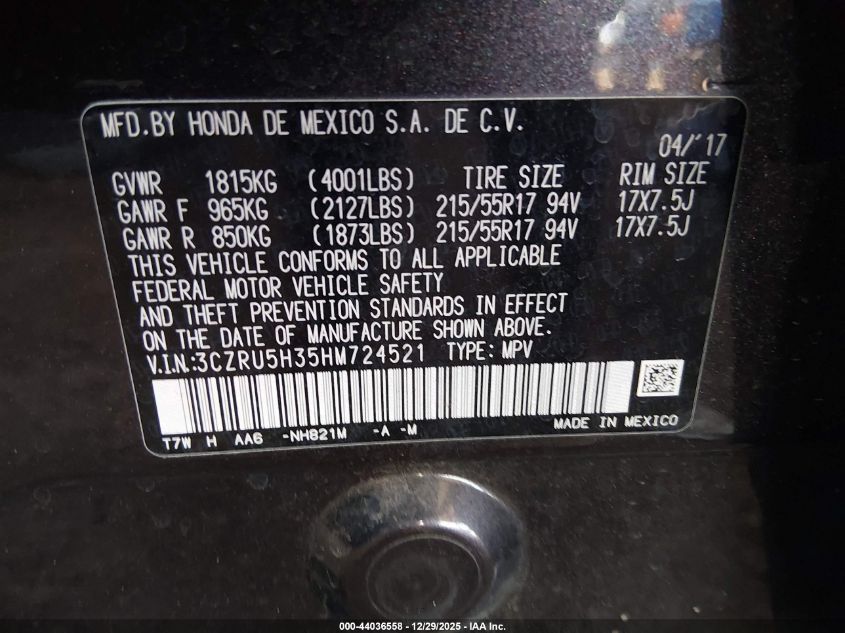 MFD.BY HONDA DE MEXICO S.A. DE C.V.
04/'17
GVWR 1815KG (4001LBS) TIRE SIZE RIM SIZE
GAWR F 965KG (2127LBS) 215/55R17 94V 17X7.5J
GAWR R 850KG (1873LBS) 215/55R17 94V 17X7.5J
THIS VEHICLE CONFORMS TO ALL APPLICABLE
FEDERAL MOTOR VEHICLE SAFETY
AND THEFT PREVENTION STANDARDS IN EFFECT
ON THE DATE OF MANUFACTURE SHOWN ABOVE.
V.I.N.:3CZRU5H35HM724521 TYPE: MPV
T7W H AA6 -NH821M -A -M MADE IN MEXICO
000-44036558 - 12/29/2025 - IAA Inc.